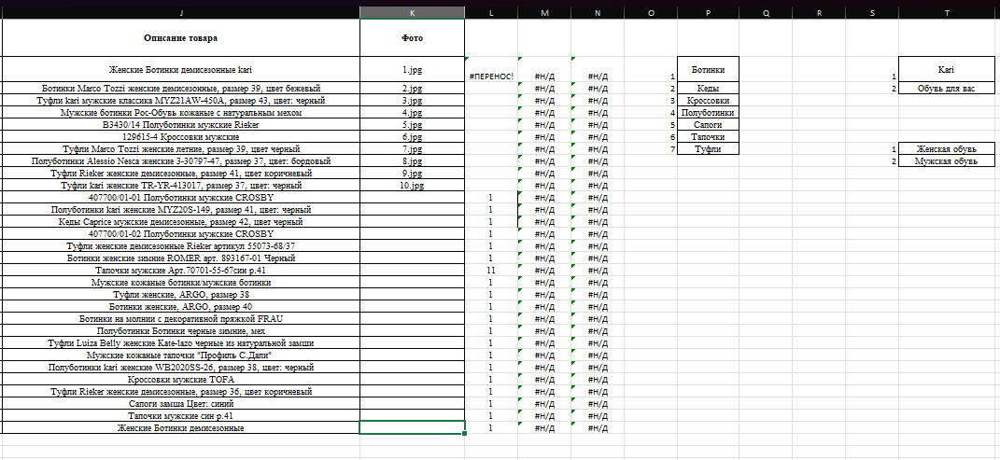 J K L M N O P Q R S T
Описание товара Фото
Женские Ботинки демисезонные kari 1.jpg #ПЕРЕНОС! #Н/Д #Н/Д 1 Ботинки 1 Kari
Ботинки Marco Tozzi женские демисезонные, размер 39, цвет бежевый 2.jpg #Н/Д #Н/Д 2 Кеды 2 Обувь для вас
Туфли kari мужские классика MYZ21AW-450A, размер 43, цвет: черный 3.jpg #Н/Д #Н/Д 3 Кроссовки
Мужские ботинки Рос-Обувь кожаные с натуральным мехом 4.jpg #Н/Д #Н/Д 4 Полуботинки
B3430/14 Полуботинки мужские Rieker 5.jpg #Н/Д #Н/Д 5 Сапоги
129615-4 Кроссовки мужские 6.jpg #Н/Д #Н/Д 6 Тапочки
Туфли Marco Tozzi женские летние, размер 39, цвет черный 7.jpg #Н/Д #Н/Д 7 Туфли 1 Женская обувь
Полуботинки Alessio Nesca женские 3-30797-47, размер 37, цвет: бордовый 8.jpg #Н/Д #Н/Д 2 Мужская обувь
Туфли Rieker женские демисезонные, размер 41, цвет коричневый 9.jpg #Н/Д #Н/Д
Туфли kari женские TR-YR-413017, размер 37, цвет: черный 10.jpg #Н/Д #Н/Д
407700/01-01 Полуботинки мужские CROSBY 1 #Н/Д #Н/Д
Полуботинки kari женские MYZ20S-149, размер 41, цвет: черный 1 #Н/Д #Н/Д
Кеды Caprice мужские демисезонные, размер 42, цвет черный 1 #Н/Д #Н/Д
407700/01-02 Полуботинки мужские CROSBY 1 #Н/Д #Н/Д
Туфли женские демисезонные Rieker артикул 55073-68/37 1 #Н/Д #Н/Д
Ботинки женские зимние ROMER арт. 893167-01 Черный 1 #Н/Д #Н/Д
Тапочки мужские Арт.70701-55-67син р.41 11 #Н/Д #Н/Д
Мужские кожаные ботинки/мужские ботинки 1 #Н/Д #Н/Д
Туфли женские, ARGO, размер 38 1 #Н/Д #Н/Д
Ботинки женские, ARGO, размер 40 1 #Н/Д #Н/Д
Ботинки на молнии с декоративной пряжкой FRAU 1 #Н/Д #Н/Д
Полуботинки Ботинки черные зимние, мех 1 #Н/Д #Н/Д
Туфли Luiza Belly женские Kate-lazo черные из натуральной замши 1 #Н/Д #Н/Д
Мужские кожаные тапочки "Профиль С.Дали" 1 #Н/Д #Н/Д
Полуботинки kari женские WB2020SS-26, размер 38, цвет: черный 1 #Н/Д #Н/Д
Кроссовки мужские TOFA 1 #Н/Д #Н/Д
Туфли Rieker женские демисезонные, размер 36, цвет коричневый 1 #Н/Д #Н/Д
Сапоги замша Цвет: синий 1 #Н/Д #Н/Д
Тапочки мужские син р.41 1 #Н/Д #Н/Д
Женские Ботинки демисезонные 1 #Н/Д #Н/Д